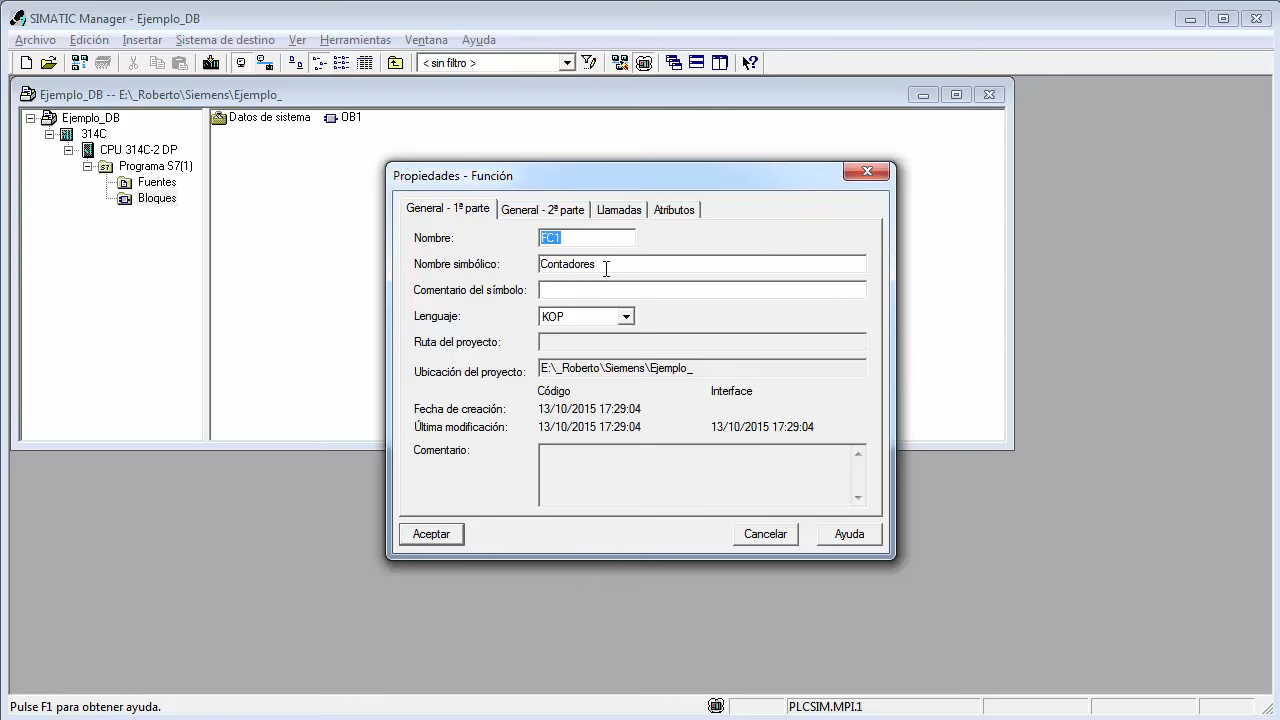 SIMATIC Manager - Ejemplo_DB
Archivo Edición Insertar Sistema de destino Ver Herramientas Ventana Ayuda
< sin filtro >
Ejemplo_DB -- E:\_Roberto\Siemens\Ejemplo_
Ejemplo_DB
314C
CPU 314C-2 DP
Programa S7(1)
Fuentes
Bloques
Datos de sistema OB1
Propiedades - Función
General - 1ª parte General - 2ª parte Llamadas Atributos
Nombre: FC1
Nombre simbólico: Contadores
Comentario del símbolo:
Lenguaje: KOP
Ruta del proyecto:
Ubicación del proyecto: E:\_Roberto\Siemens\Ejemplo_
Código Interface
Fecha de creación: 13/10/2015 17:29:04
Última modificación: 13/10/2015 17:29:04 13/10/2015 17:29:04
Comentario:
Aceptar Cancelar Ayuda
Pulse F1 para obtener ayuda. PLCSIM.MPI.1